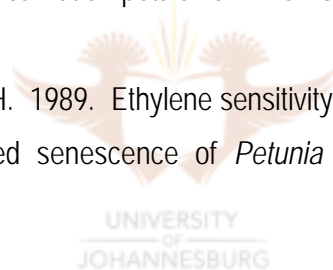 H. 1989. Ethylene sensitivity
ed senescence of Petunia
UNIVERSITY
OF
JOHANNESBURG